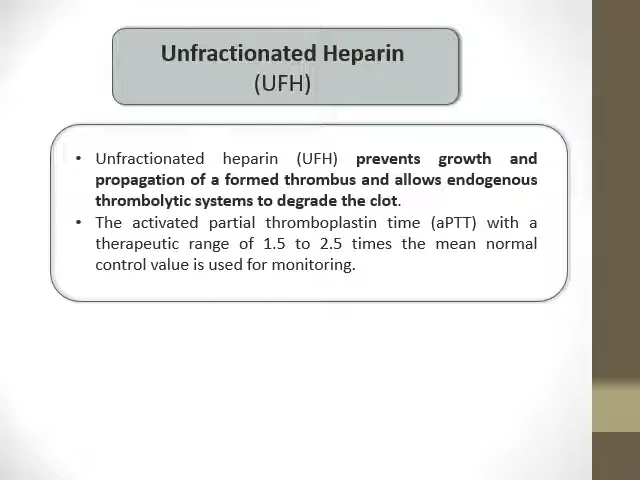 Unfractionated Heparin
(UFH)
• Unfractionated heparin (UFH) prevents growth and
propagation of a formed thrombus and allows endogenous
thrombolytic systems to degrade the clot.
• The activated partial thromboplastin time (aPTT) with a
therapeutic range of 1.5 to 2.5 times the mean normal
control value is used for monitoring.